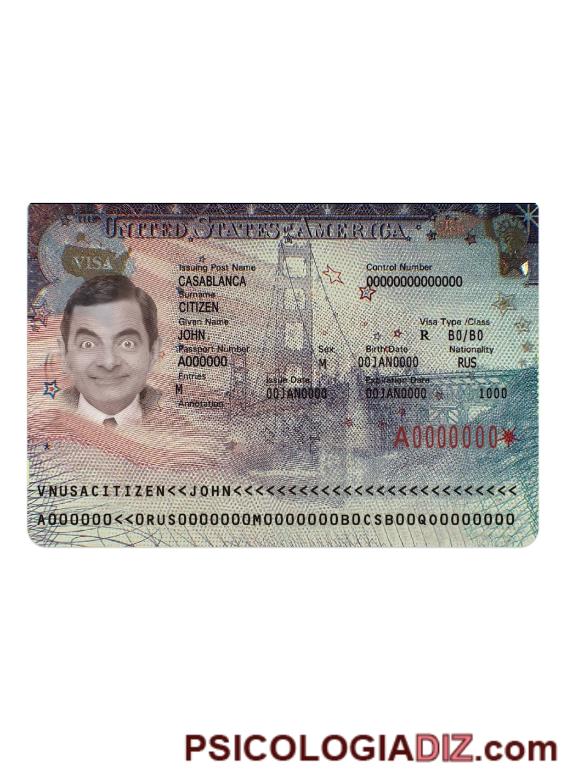 UNITED STATES of AMERICA
VISA
Issuing Post Name Control Number
CASABLANCA 00000000000000
Surname
CITIZEN
Given Name Visa Type /Class
JOHN R B0/B0
Passport Number Sex Birth Date Nationality
A000000 M 00JAN0000 RUS
Entries Issue Date Expiration Date
M 00JAN0000 00JAN0000 1000
Annotation
A0000000
VNUSACITIZEN<<JOHN<<<<<<<<<<<<<<<<<<<<<<<<<<
A000000<<0RUS0000000M0000000B0CSB00Q00000000
PSICOLOGIADIZ.com